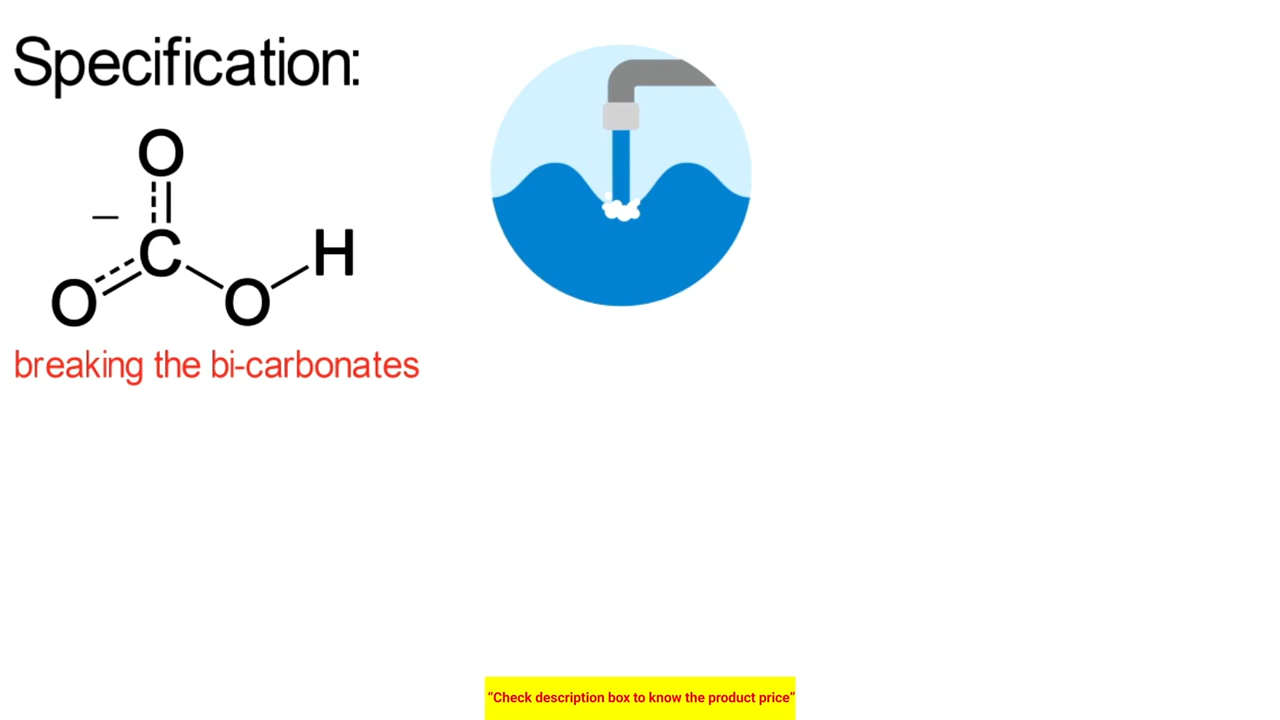 Specification:
O
–
C
H
O
O
breaking the bi-carbonates
“Check description box to know the product price”